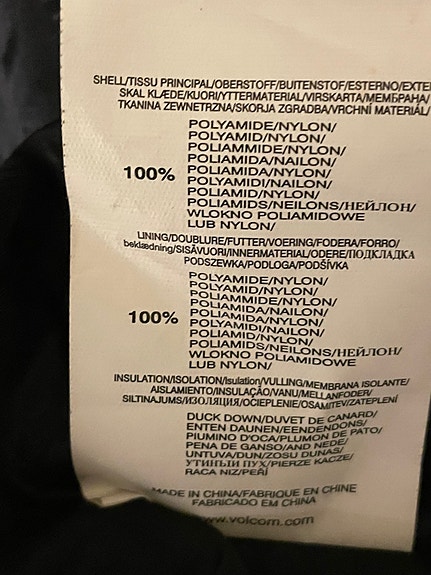 SHELL/TISSU PRINCIPAL/OBERSTOFF/BUITENSTOF/ESTERNO/EXTE
SKAL KLÆDE/KUORI/YTTERMATERIAL/VIRSKARTA/МЕМБРАНА/
TKANINA ZEWNETRZNA/SKORJA ZGRADBA/VRCHNÍ MATERIÁL/
POLYAMIDE/NYLON/
POLYAMID/NYLON/
POLIAMMIDE/NYLON/
POLIAMIDA/NAILON/
100% POLIAMIDA/NYLON/
POLYAMIDI/NAILON/
POLYAMID/NYLON/
POLIAMIDS/NEILONS/НЕЙЛОН/
WLOKNO POLIAMIDOWE
LUB NYLON/
LINING/DOUBLURE/FUTTER/VOERING/FODERA/FORRO/
beklædning/SISÄVUORI/INNERMATERIAL/ODERE/ПОДКЛАДКА
PODSZEWKA/PODLOGA/PODŠÍVKA
POLYAMIDE/NYLON/
POLYAMID/NYLON/
POLIAMMIDE/NYLON/
POLIAMIDA/NAILON/
100% POLIAMIDA/NYLON/
POLYAMIDI/NAILON/
POLYAMID/NYLON/
POLIAMIDS/NEILONS/НЕЙЛОН/
WLOKNO POLIAMIDOWE
LUB NYLON/
INSULATION/ISOLATION/Isulation/VULLING/MEMBRANA ISOLANTE/
AISLAMIENTO/INSULAÇÃO/VANU/MELLANFODER/
SILTINAJUMS/ИЗОЛЯЦИЯ/OCIEPLENIE/OSAMITEV/ZATEPLENÍ
DUCK DOWN/DUVET DE CANARD/
ENTEN DAUNEN/EENDENDONS/
PIUMINO D'OCA/PLUMON DE PATO/
PENA DE GANSO/AND NEDE/
UNTUVA/DUN/ZOSU DUNAS/
УТИНЫЙ ПУХ/PIERZE KACZE/
RACA NIZ/PEŘÍ
MADE IN CHINA/FABRIQUE EN CHINE
FABRICADO EM CHINA
www.volcom.com